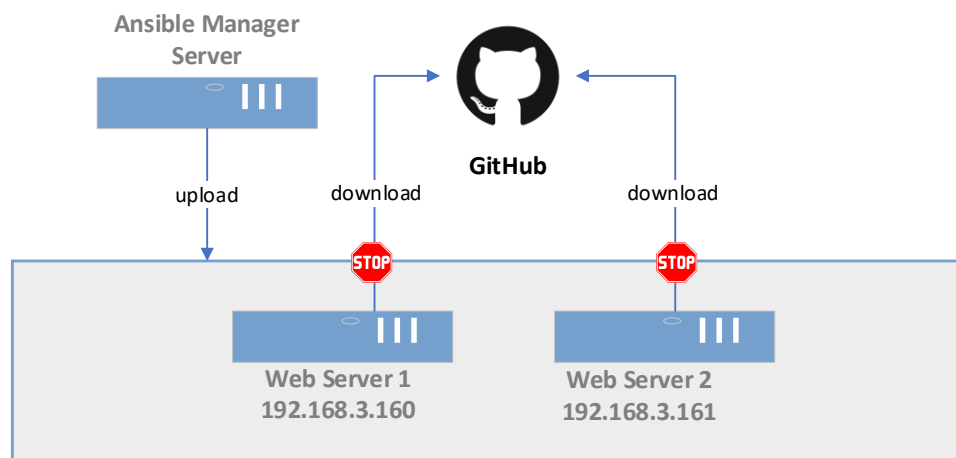 Ansible Manager
Server
GitHub
upload
download
download
STOP
STOP
Web Server 1
192.168.3.160
Web Server 2
192.168.3.161